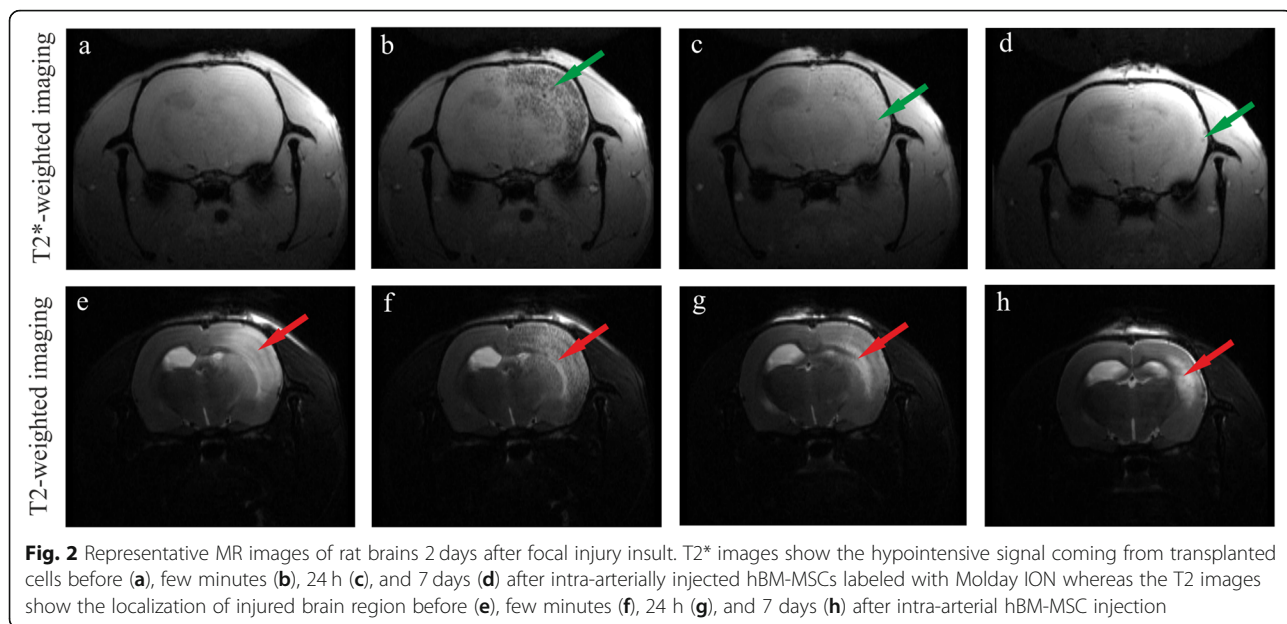 T2*-weighted imaging
a
b
c
d
T2-weighted imaging
e
f
g
h
Fig. 2 Representative MR images of rat brains 2 days after focal injury insult. T2* images show the hypointensive signal coming from transplanted
cells before (a), few minutes (b), 24 h (c), and 7 days (d) after intra-arterially injected hBM-MSCs labeled with Molday ION whereas the T2 images
show the localization of injured brain region before (e), few minutes (f), 24 h (g), and 7 days (h) after intra-arterial hBM-MSC injection